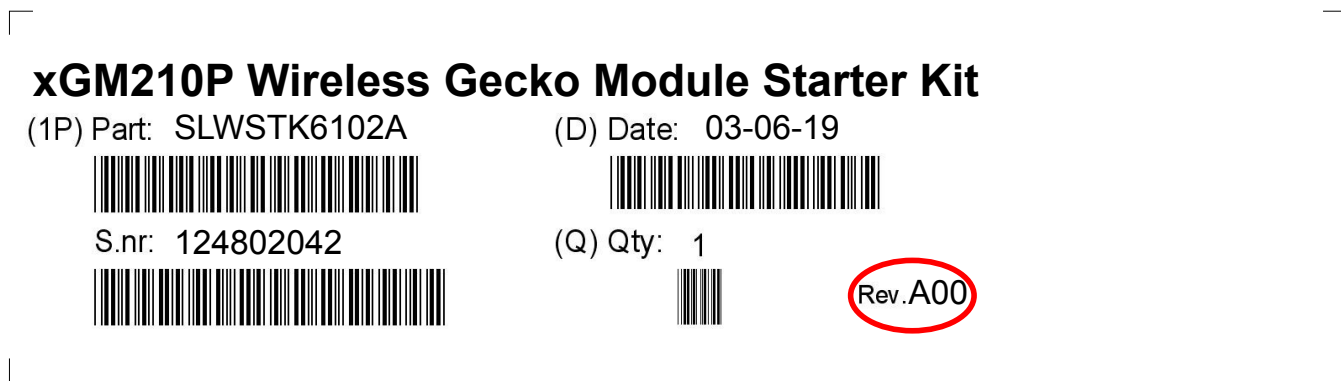 xGM210P Wireless Gecko Module Starter Kit
(1P) Part: SLWSTK6102A
(D) Date: 03-06-19
S.nr: 124802042
(Q) Qty: 1
Rev.A00